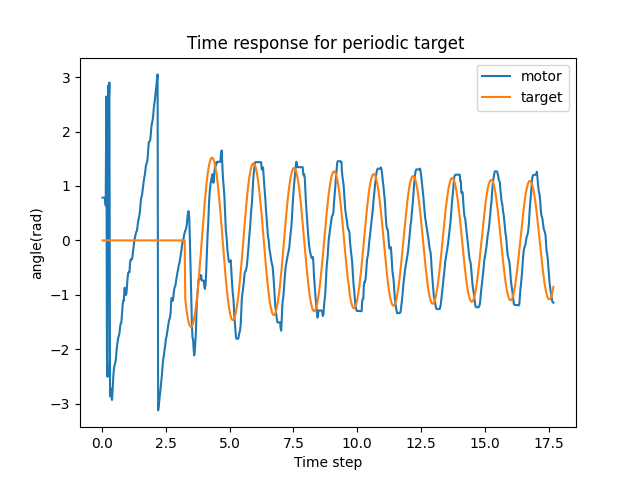 Time response for periodic target
motor
target
angle(rad)
3
2
1
0
−1
−2
−3
0.0 2.5 5.0 7.5 10.0 12.5 15.0 17.5
Time step